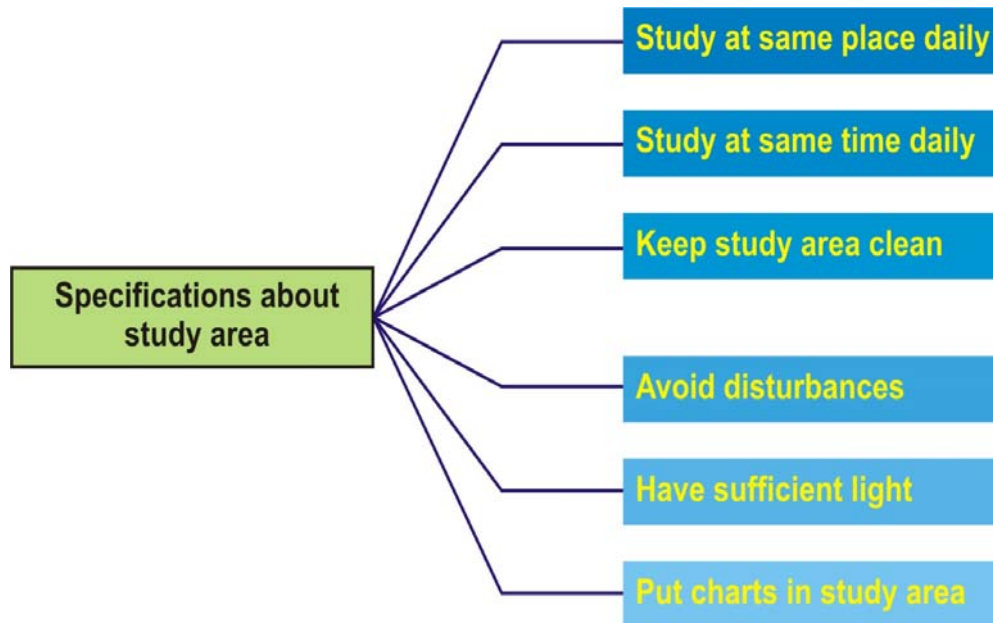 Study at same place daily
Study at same time daily
Keep study area clean
Specifications about
study area
Avoid disturbances
Have sufficient light
Put charts in study area